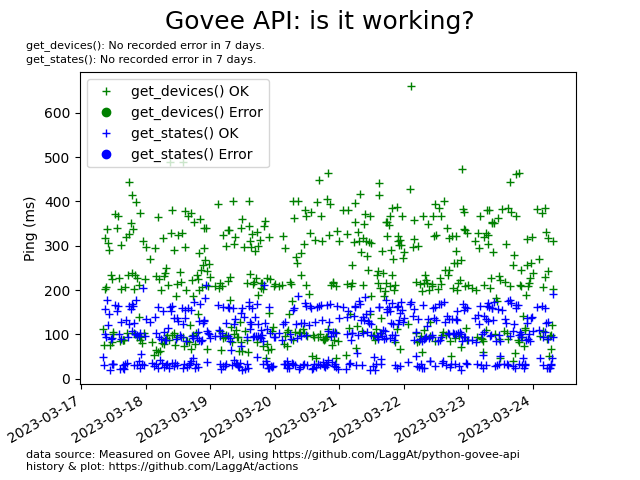 Govee API: is it working?
get_devices(): No recorded error in 7 days.
get_states(): No recorded error in 7 days.
get_devices() OK
get_devices() Error
get_states() OK
get_states() Error
Ping (ms)
600
500
400
300
200
100
0
2023-03-17
2023-03-18
2023-03-19
2023-03-20
2023-03-21
2023-03-22
2023-03-23
2023-03-24
data source: Measured on Govee API, using https://github.com/LaggAt/python-govee-api
history & plot: https://github.com/LaggAt/actions